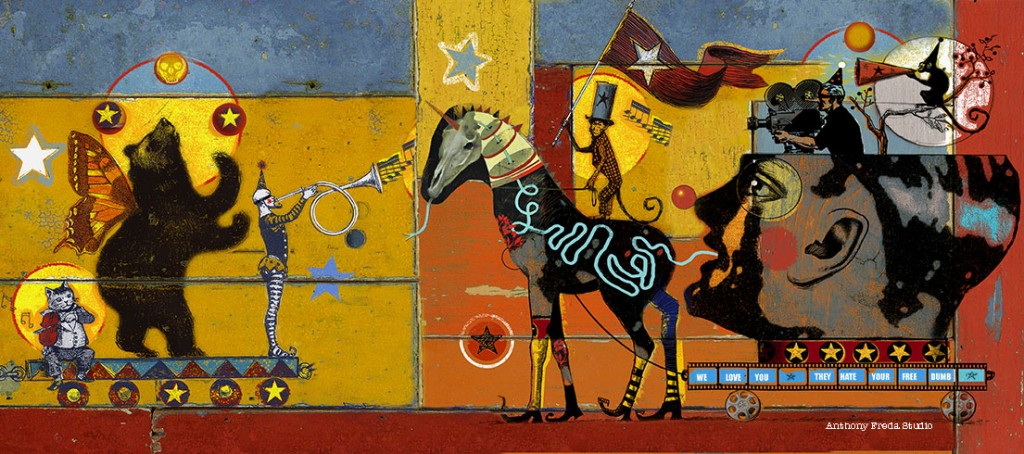 WE LOVE YOU THEY HATE YOUR FREE DUMB
Anthony Freda Studio